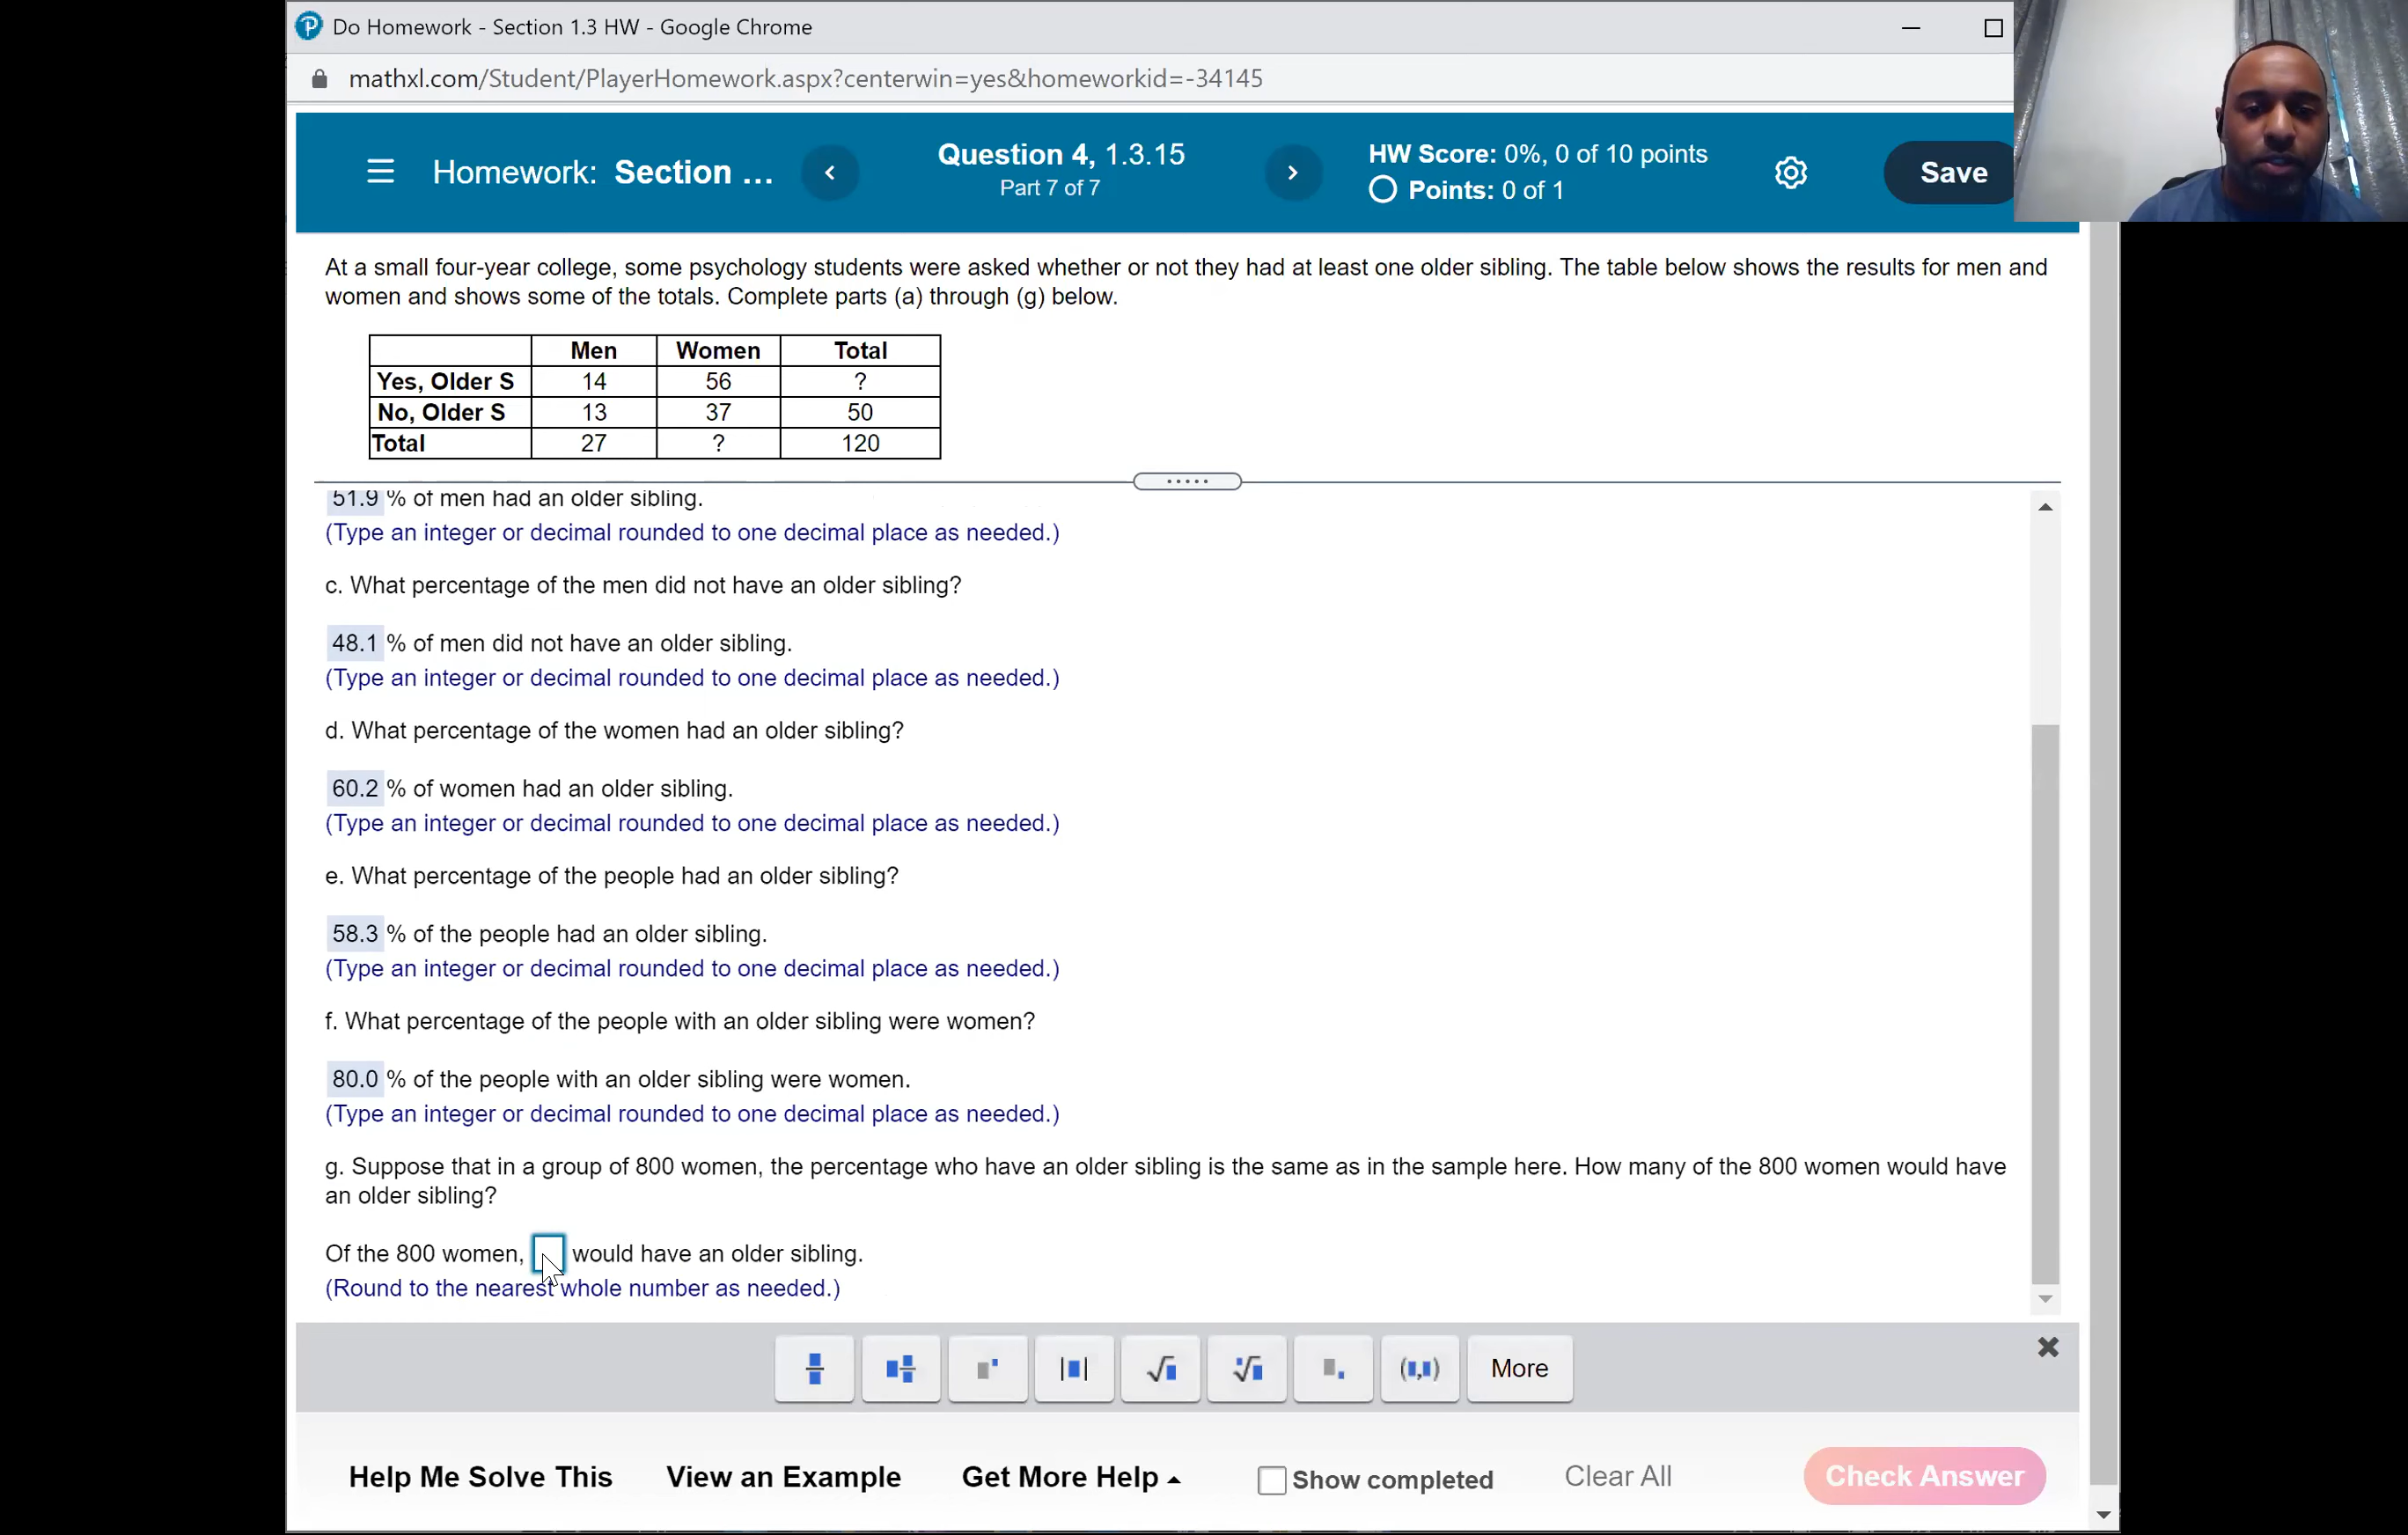 Do Homework - Section 1.3 HW - Google Chrome
mathxl.com/Student/PlayerHomework.aspx?centerwin=yes&homeworkid=-34145
Homework: Section ...
Question 4, 1.3.15
Part 7 of 7
HW Score: 0%, 0 of 10 points
Points: 0 of 1
Save
At a small four-year college, some psychology students were asked whether or not they had at least one older sibling. The table below shows the results for men and
women and shows some of the totals. Complete parts (a) through (g) below.
Men Women Total
Yes, Older S 14 56 ?
No, Older S 13 37 50
Total 27 ? 120
51.9 % of men had an older sibling.
(Type an integer or decimal rounded to one decimal place as needed.)
c. What percentage of the men did not have an older sibling?
48.1 % of men did not have an older sibling.
(Type an integer or decimal rounded to one decimal place as needed.)
d. What percentage of the women had an older sibling?
60.2 % of women had an older sibling.
(Type an integer or decimal rounded to one decimal place as needed.)
e. What percentage of the people had an older sibling?
58.3 % of the people had an older sibling.
(Type an integer or decimal rounded to one decimal place as needed.)
f. What percentage of the people with an older sibling were women?
80.0 % of the people with an older sibling were women.
(Type an integer or decimal rounded to one decimal place as needed.)
g. Suppose that in a group of 800 women, the percentage who have an older sibling is the same as in the sample here. How many of the 800 women would have
an older sibling?
Of the 800 women, would have an older sibling.
(Round to the nearest whole number as needed.)
More
Help Me Solve This
View an Example
Get More Help
Show completed
Clear All
Check Answer